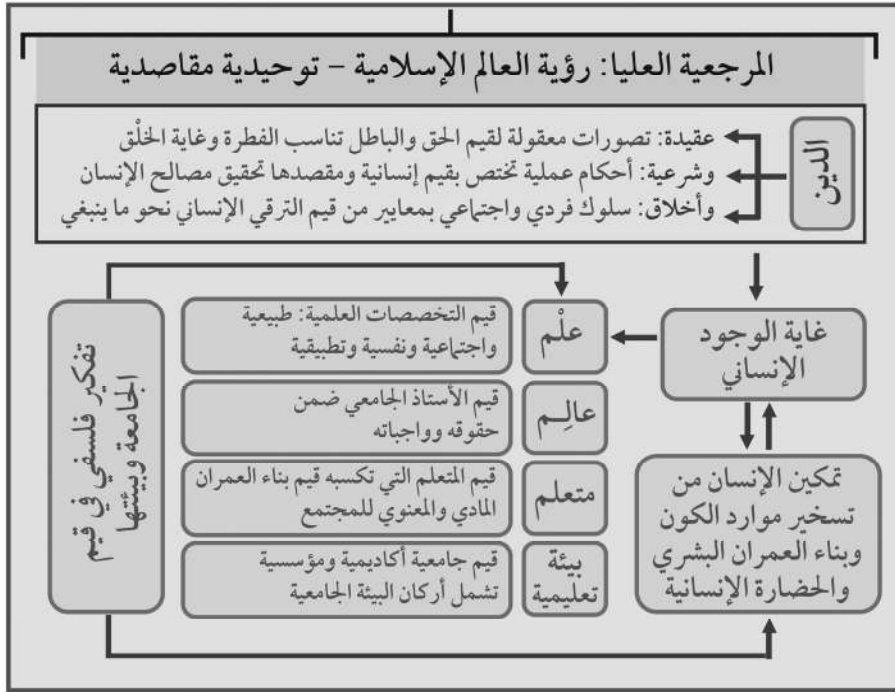 المرجعية العليا: رؤية العالم الإسلامية – توحيدية مقاصدية
الدين
عقيدة: تصورات معقولة لقيم الحق والباطل تناسب الفطرة وغاية الخلْق
وشرعية: أحكام عملية تختص بقيم إنسانية ومقصدها تحقيق مصالح الإنسان
وأخلاق: سلوك فردي واجتماعي بمعايير من قيم الترقي الإنساني نحو ما ينبغي
غاية الوجود
الإنساني
تمكين الإنسان من
تسخير موارد الكون
وبناء العمران البشري
والحضارة الإنسانية
علْم
قيم التخصصات العلمية: طبيعية
واجتماعية ونفسية وتطبيقية
عالِـم
قيم الأستاذ الجامعي ضمن
حقوقه وواجباته
متعلم
قيم المتعلم التي تكسبه قيم بناء العمران
المادي والمعنوي للمجتمع
بيئة
تعليمية
قيم جامعية أكاديمية ومؤسسية
تشمل أركان البيئة الجامعية
تفكير فلسفي في قيم
الجامعة وبيئتها